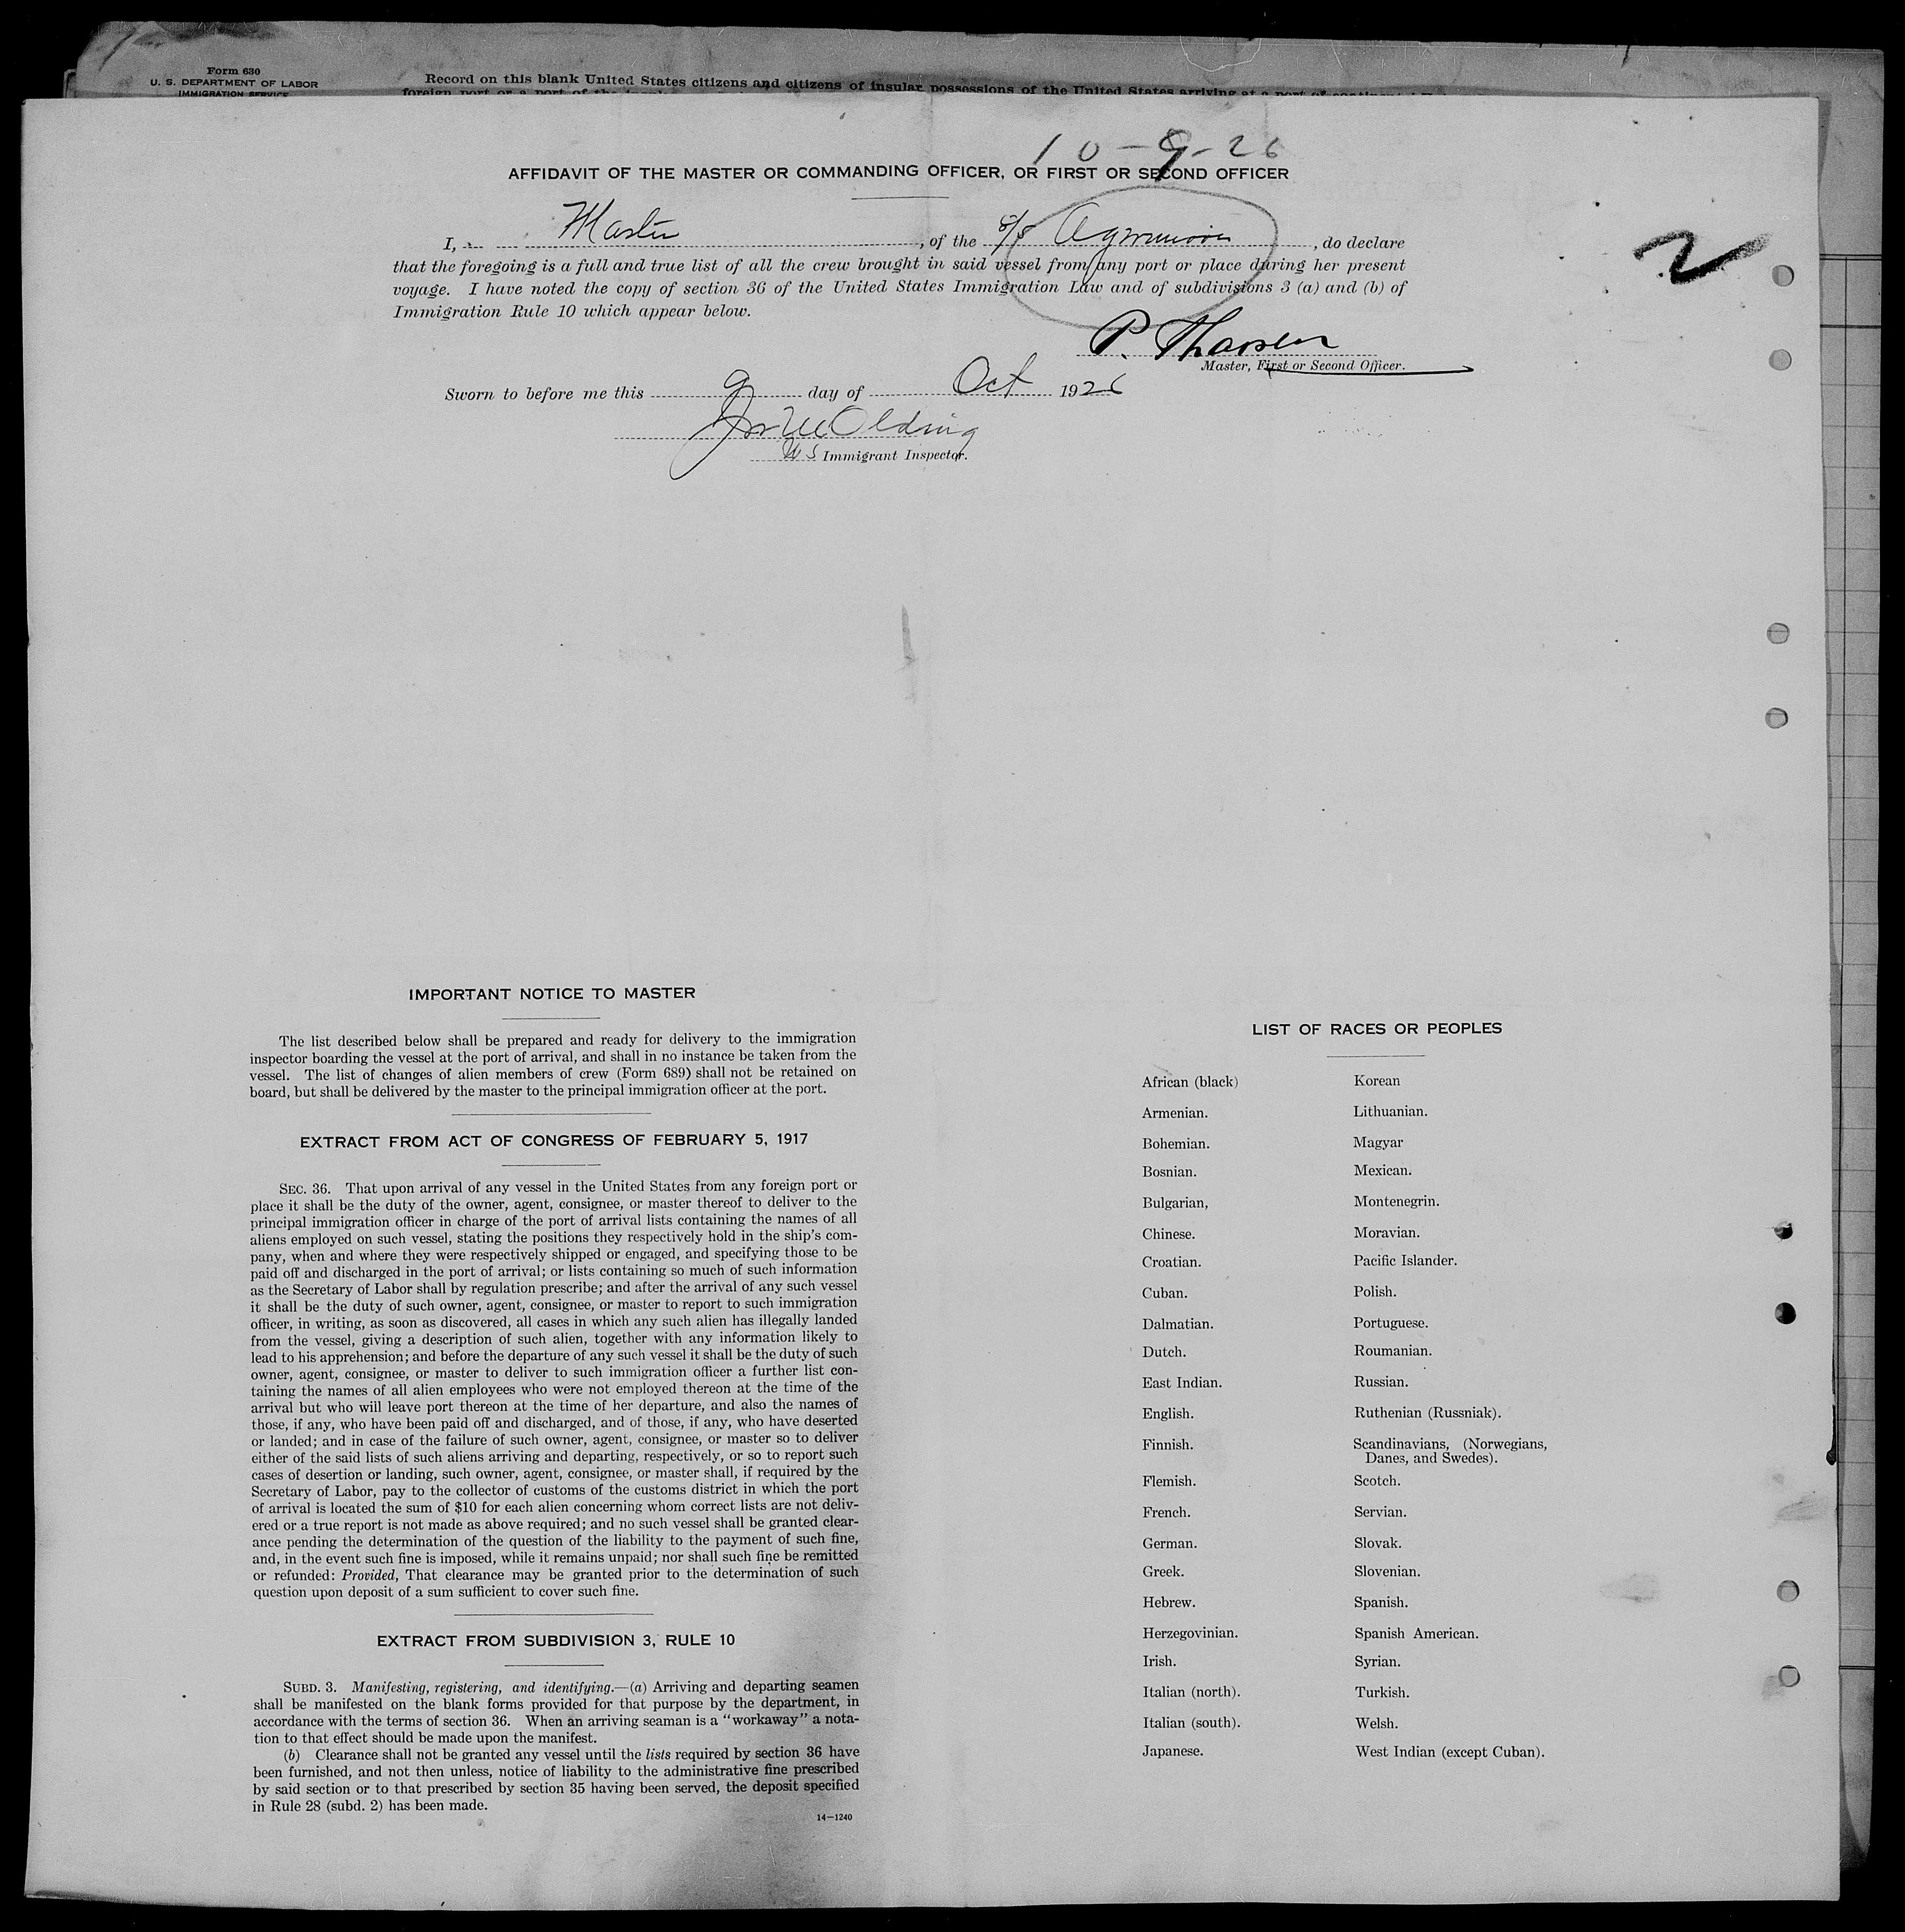 Form 630
U. S. DEPARTMENT OF LABOR
IMMIGRATION SERVICE
Record on this blank United States citizens and citizens of insular possessions of the United States arriving at a port of continental
10-9-26
AFFIDAVIT OF THE MASTER OR COMMANDING OFFICER, OR FIRST OR SECOND OFFICER
I, Master, of the S/S, do declare
that the foregoing is a full and true list of all the crew brought in said vessel from any port or place during her present
voyage. I have noted the copy of section 36 of the United States Immigration Law and of subdivisions 3 (a) and (b) of
Immigration Rule 10 which appear below.
2
P.
Master, First or Second Officer.
Sworn to before me this 9 day of Oct 1926
Olding
U S Immigrant Inspector.
IMPORTANT NOTICE TO MASTER
The list described below shall be prepared and ready for delivery to the immigration
inspector boarding the vessel at the port of arrival, and shall in no instance be taken from the
vessel. The list of changes of alien members of crew (Form 689) shall not be retained on
board, but shall be delivered by the master to the principal immigration officer at the port.
EXTRACT FROM ACT OF CONGRESS OF FEBRUARY 5, 1917
SEC. 36. That upon arrival of any vessel in the United States from any foreign port or
place it shall be the duty of the owner, agent, consignee, or master thereof to deliver to the
principal immigration officer in charge of the port of arrival lists containing the names of all
aliens employed on such vessel, stating the positions they respectively hold in the ship's com-
pany, when and where they were respectively shipped or engaged, and specifying those to be
paid off and discharged in the port of arrival; or lists containing so much of such information
as the Secretary of Labor shall by regulation prescribe; and after the arrival of any such vessel
it shall be the duty of such owner, agent, consignee, or master to report to such immigration
officer, in writing, as soon as discovered, all cases in which any such alien has illegally landed
from the vessel, giving a description of such alien, together with any information likely to
lead to his apprehension; and before the departure of any such vessel it shall be the duty of such
owner, agent, consignee, or master to deliver to such immigration officer a further list con-
taining the names of all alien employees who were not employed thereon at the time of the
arrival but who will leave port thereon at the time of her departure, and also the names of
those, if any, who have been paid off and discharged, and of those, if any, who have deserted
or landed; and in case of the failure of such owner, agent, consignee, or master so to deliver
either of the said lists of such aliens arriving and departing, respectively, or so to report such
cases of desertion or landing, such owner, agent, consignee, or master shall, if required by the
Secretary of Labor, pay to the collector of customs of the customs district in which the port
of arrival is located the sum of $10 for each alien concerning whom correct lists are not deliv-
ered or a true report is not made as above required; and no such vessel shall be granted clear-
ance pending the determination of the question of the liability to the payment of such fine,
and, in the event such fine is imposed, while it remains unpaid; nor shall such fine be remitted
or refunded: Provided, That clearance may be granted prior to the determination of such
question upon deposit of a sum sufficient to cover such fine.
EXTRACT FROM SUBDIVISION 3, RULE 10
SUBD. 3. Manifesting, registering, and identifying.—(a) Arriving and departing seamen
shall be manifested on the blank forms provided for that purpose by the department, in
accordance with the terms of section 36. When an arriving seaman is a "workaway" a nota-
tion to that effect should be made upon the manifest.
(b) Clearance shall not be granted any vessel until the lists required by section 36 have
been furnished, and not then unless, notice of liability to the administrative fine prescribed
by said section or to that prescribed by section 35 having been served, the deposit specified
in Rule 28 (subd. 2) has been made.
14—1240
LIST OF RACES OR PEOPLES
African (black)
Armenian.
Bohemian.
Bosnian.
Bulgarian,
Chinese.
Croatian.
Cuban.
Dalmatian.
Dutch.
East Indian.
English.
Finnish.
Flemish.
French.
German.
Greek.
Hebrew.
Herzegovinian.
Irish.
Italian (north).
Italian (south).
Japanese.
Korean
Lithuanian.
Magyar
Mexican.
Montenegrin.
Moravian.
Pacific Islander.
Polish.
Portuguese.
Roumanian.
Russian.
Ruthenian (Russniak).
Scandinavians, (Norwegians,
Danes, and Swedes).
Scotch.
Servian.
Slovak.
Slovenian.
Spanish.
Spanish American.
Syrian.
Turkish.
Welsh.
West Indian (except Cuban).